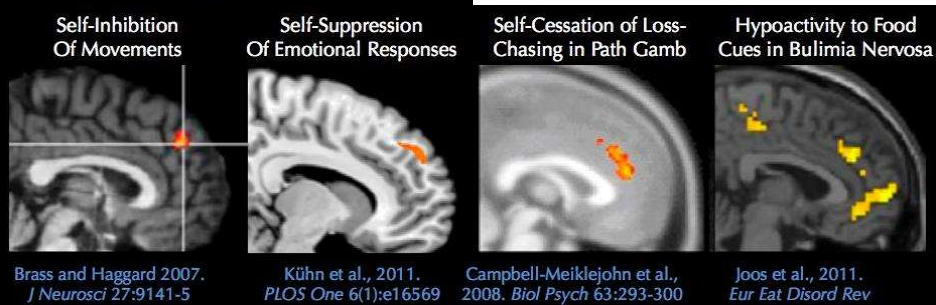 Self-Inhibition
Of Movements
Self-Suppression
Of Emotional Responses
Self-Cessation of Loss-
Chasing in Path Gamb
Hypoactivity to Food
Cues in Bulimia Nervosa
Brass and Haggard 2007.
J Neurosci 27:9141-5
Kühn et al., 2011.
PLOS One 6(1):e16569
Campbell-Meiklejohn et al.,
2008. Biol Psych 63:293-300
Joos et al., 2011.
Eur Eat Disord Rev